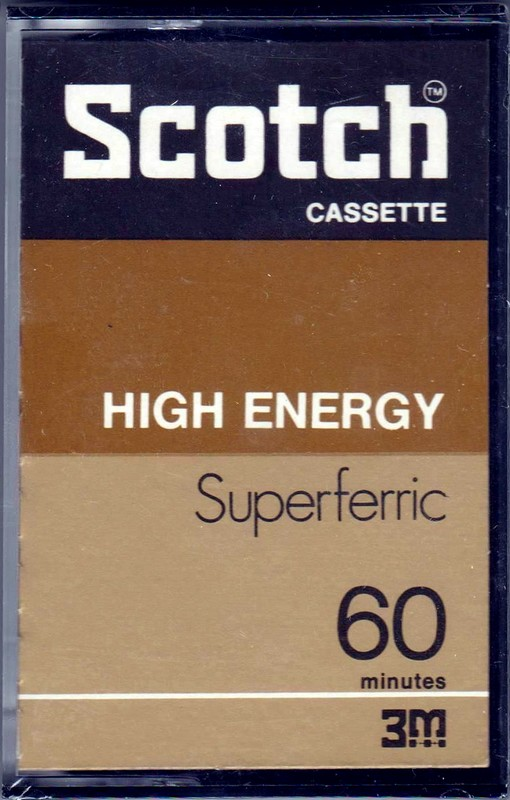 Scotch™
CASSETTE
HIGH ENERGY
Superferric
60
minutes
3M